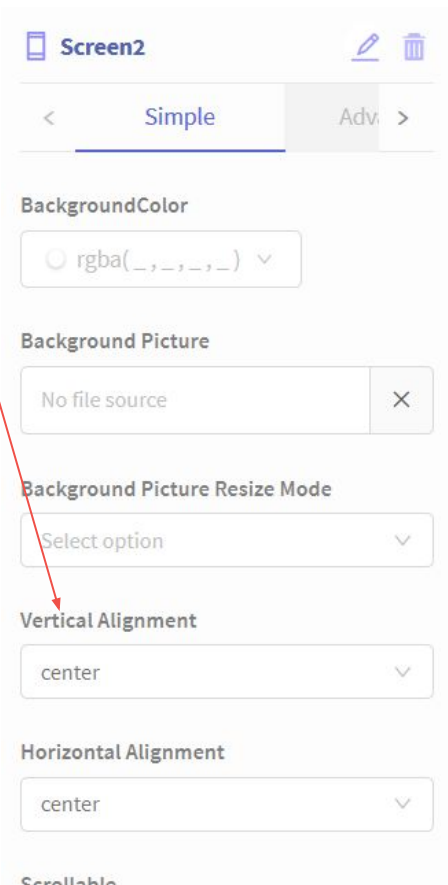 Screen2
Simple Adv
BackgroundColor
rgba(_,_,_,_)
Background Picture
No file source
Background Picture Resize Mode
Select option
Vertical Alignment
center
Horizontal Alignment
center
Scrollable